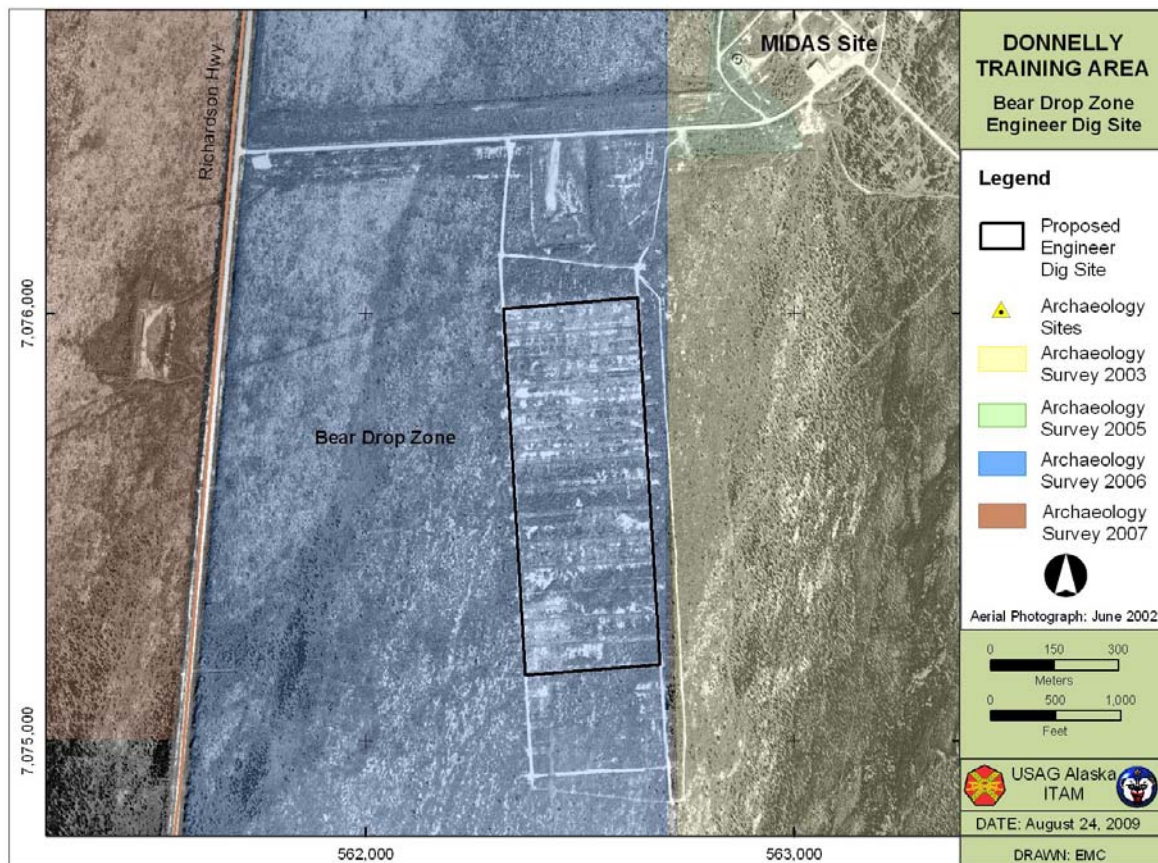 Richardson Hwy
MIDAS Site
Bear Drop Zone
7,076,000
7,075,000
562,000
563,000
DONNELLY
TRAINING AREA
Bear Drop Zone
Engineer Dig Site
Legend
Proposed
Engineer
Dig Site
Archaeology
Sites
Archaeology
Survey 2003
Archaeology
Survey 2005
Archaeology
Survey 2006
Archaeology
Survey 2007
Aerial Photograph: June 2002
0 150 300
Meters
0 500 1,000
Feet
USAG Alaska
ITAM
DATE: August 24, 2009
DRAWN: EMC